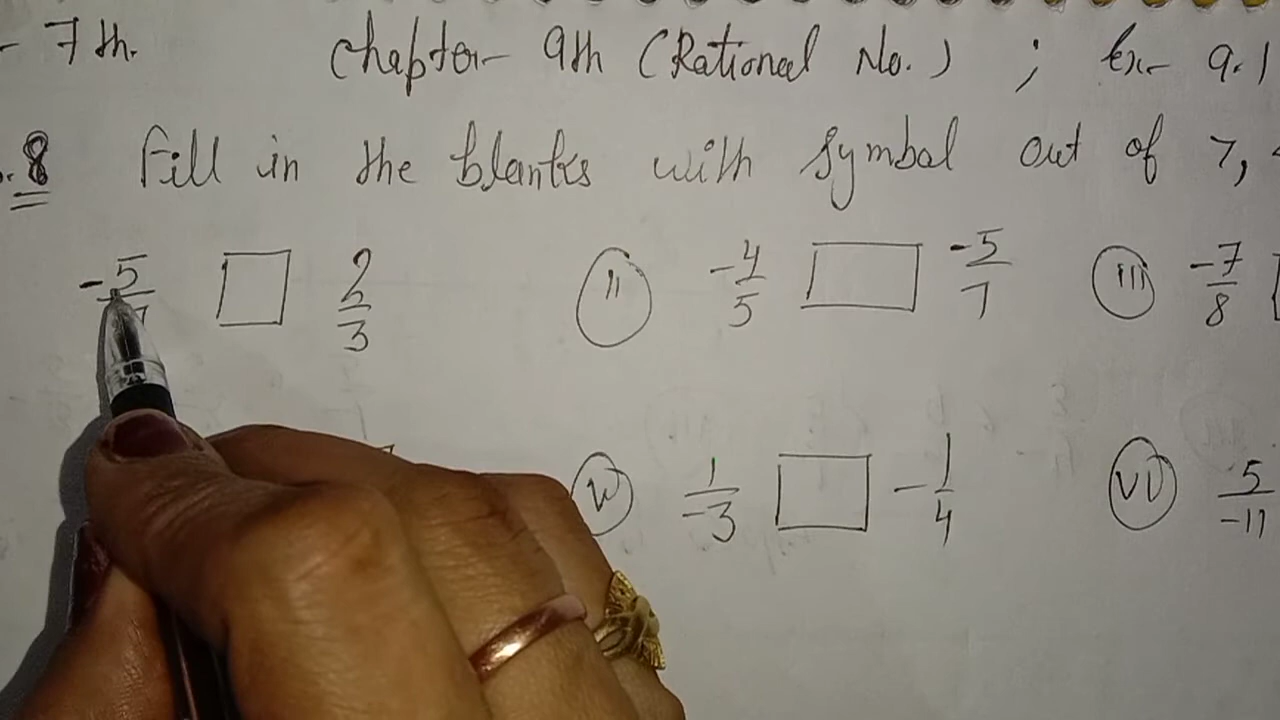 - 7th. Chapter- 9th (Rational No.) ; Ex- 9.1
.8 Fill in the blanks with symbol out of >,
-5/7 □ 2/3 (ii) -4/5 □ -5/7 (iii) -7/8
(v) 1/-3 □ -1/4 (vi) 5/-11